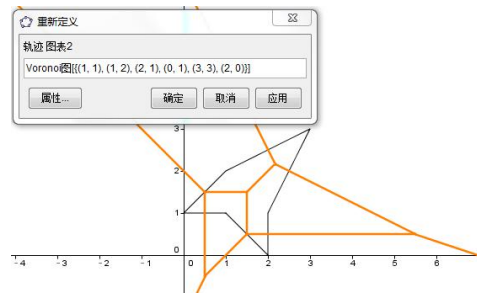 重新定义
轨迹 图表2
Voronoi图[{(1, 1), (1, 2), (2, 1), (0, 1), (3, 3), (2, 0)}]
属性... 确定 取消 应用
3
2
1
0
-4 -3 -2 -1 0 1 2 3 4 5 6